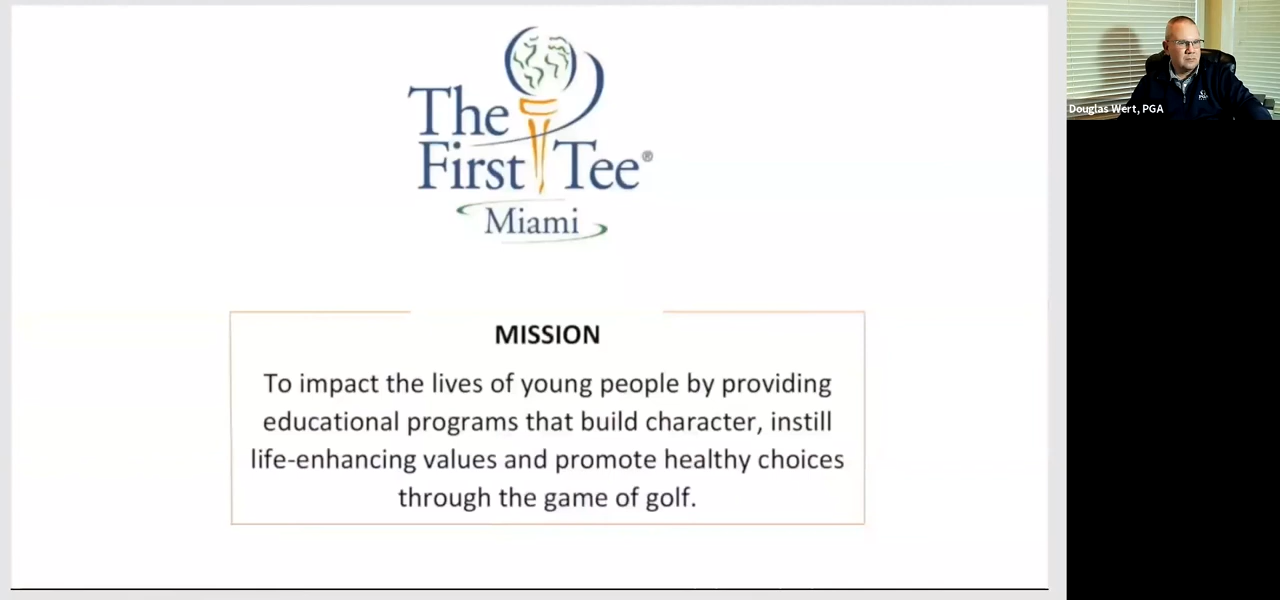 The
First Tee®
Miami
MISSION
To impact the lives of young people by providing
educational programs that build character, instill
life-enhancing values and promote healthy choices
through the game of golf.
Douglas Wert, PGA